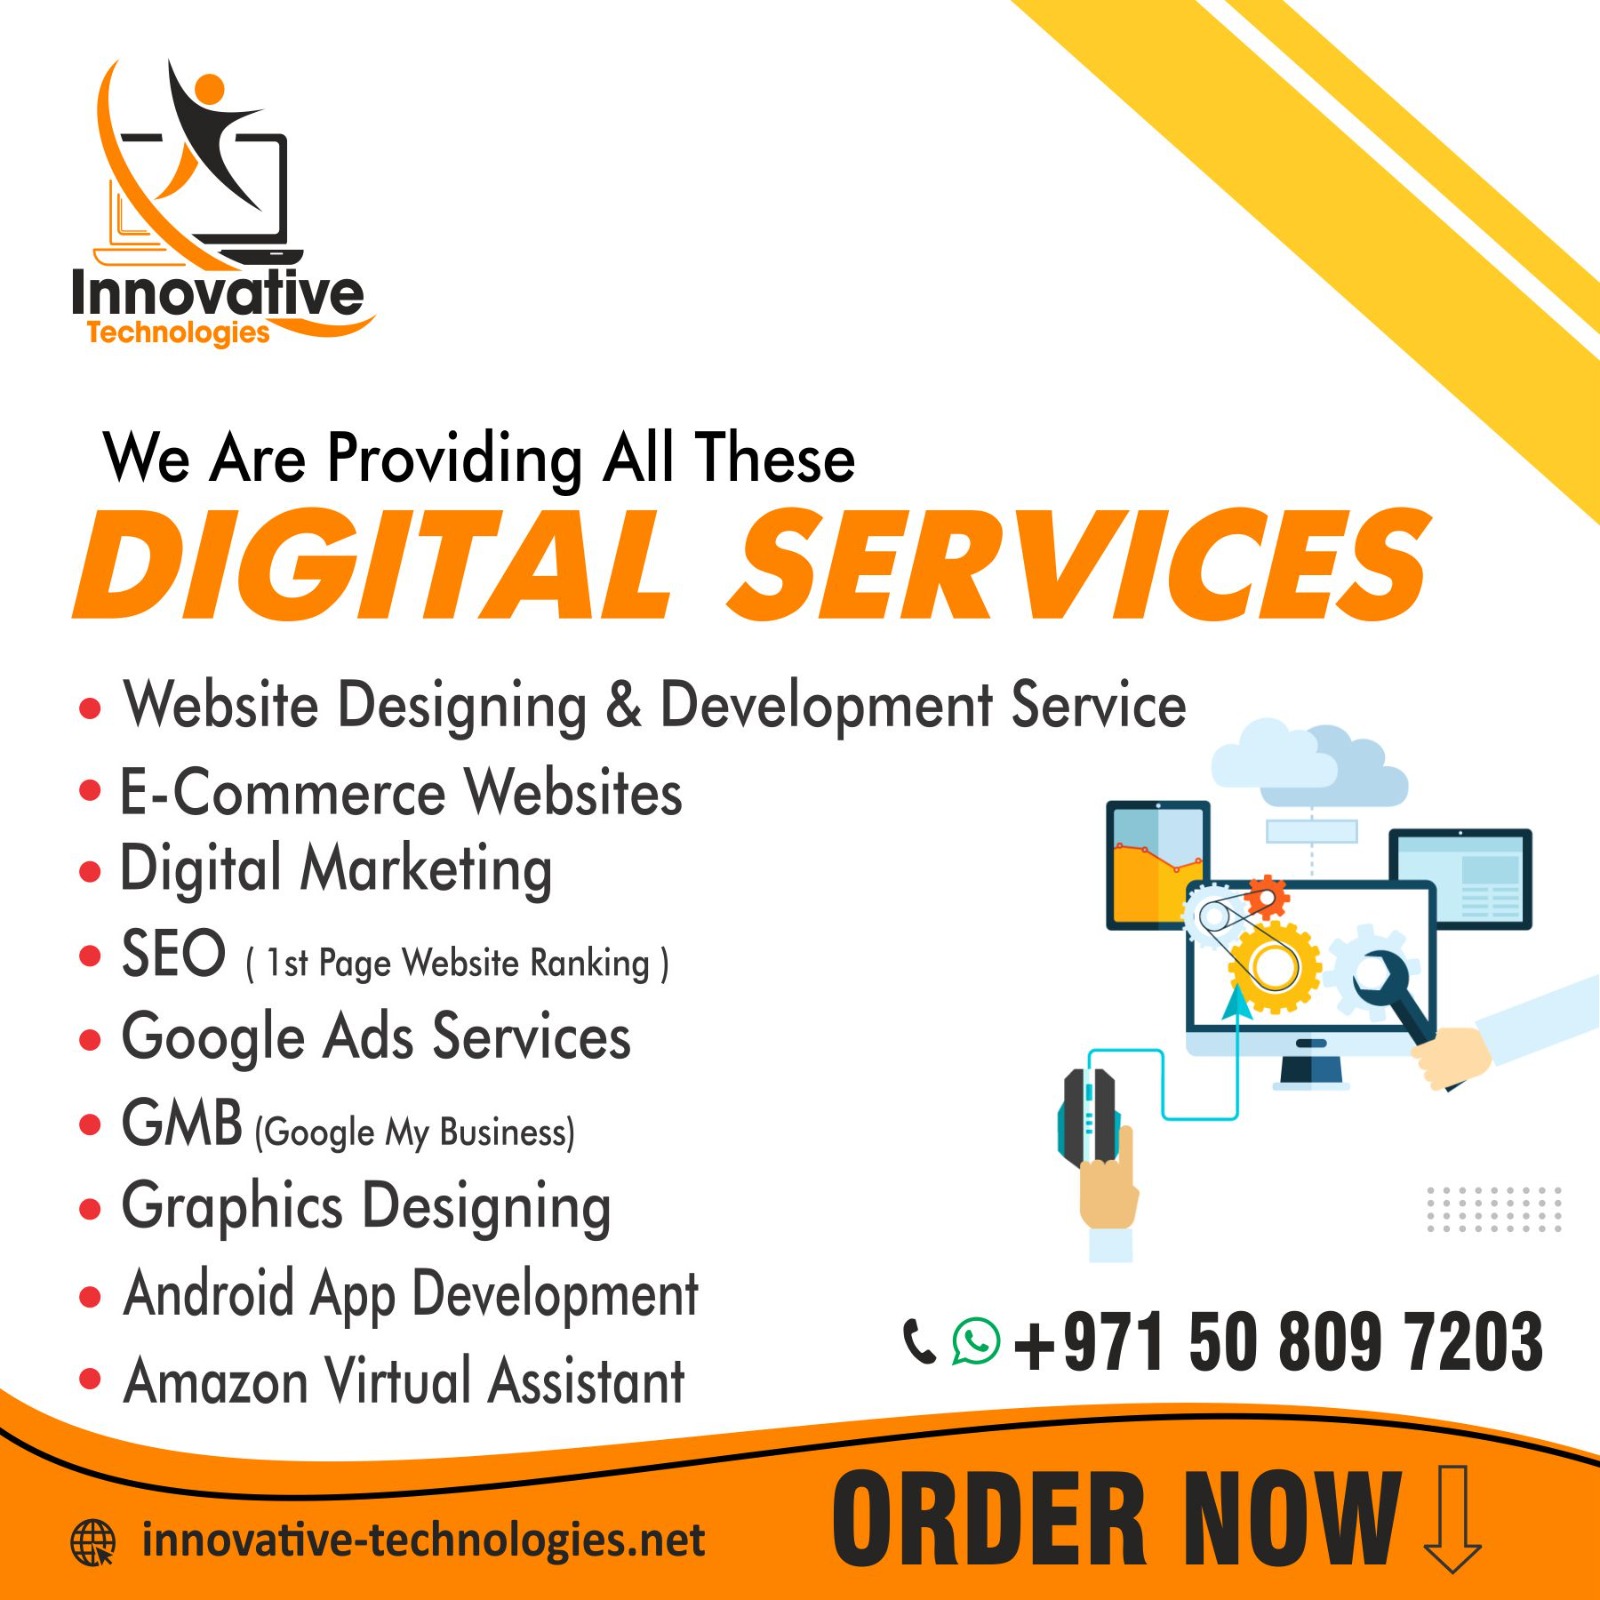 Innovative
Technologies
We Are Providing All These
DIGITAL SERVICES
Website Designing & Development Service
E-Commerce Websites
Digital Marketing
SEO ( 1st Page Website Ranking )
Google Ads Services
GMB (Google My Business)
Graphics Designing
Android App Development
Amazon Virtual Assistant
+971 50 809 7203
innovative-technologies.net
ORDER NOW